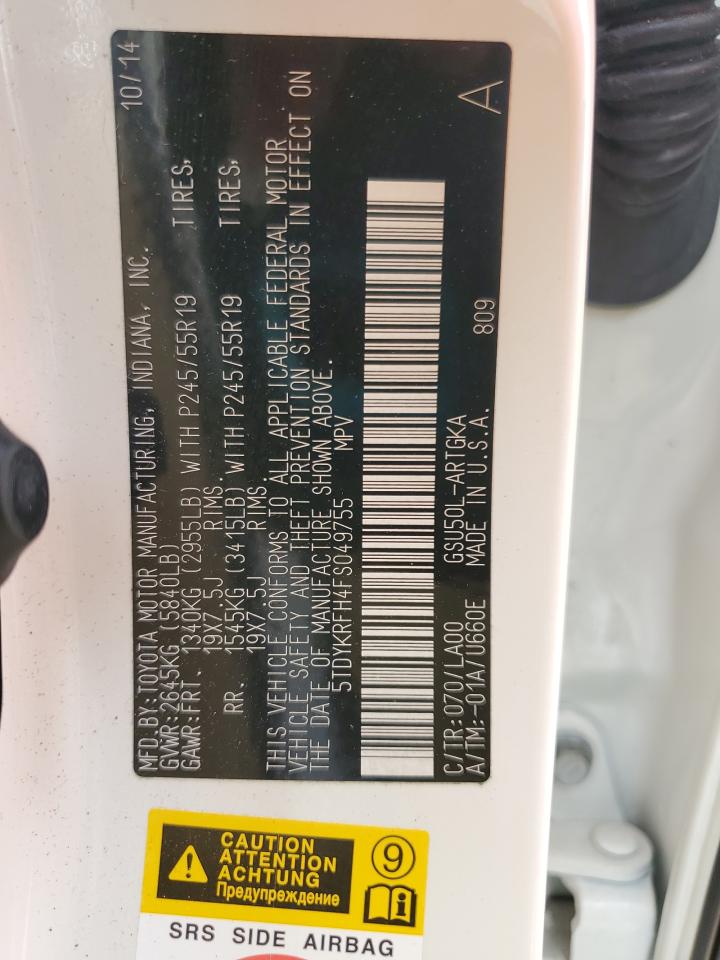 MFD.BY:TOYOTA MOTOR MANUFACTURING, INDIANA, INC. 10/14
GVWR:2645KG (5840LB)
GAWR:FRT. 1340KG (2955LB) WITH P245/55R19 TIRES,
19X7.5J RIMS.
RR. 1545KG (3415LB) WITH P245/55R19 TIRES,
19X7.5J RIMS.
THIS VEHICLE CONFORMS TO ALL APPLICABLE FEDERAL MOTOR
VEHICLE SAFETY AND THEFT PREVENTION STANDARDS IN EFFECT ON
THE DATE OF MANUFACTURE SHOWN ABOVE.
5TDYKRFH4FS049755 MPV
C/TR:070/LA00 GSU50L-ARTGKA A
A/TM:-01A/U660E MADE IN U.S.A. 809
CAUTION
ATTENTION
ACHTUNG
Предупреждение
9
i
SRS SIDE AIRBAG